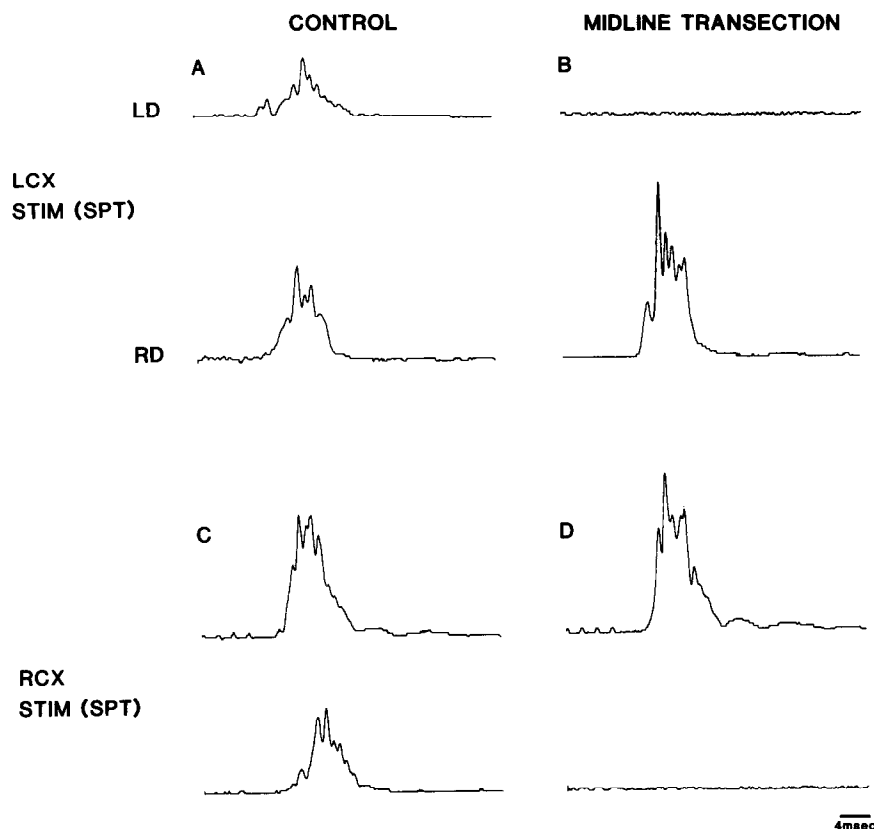 CONTROL MIDLINE TRANSECTION
A B
LD
LCX
STIM (SPT)
RD
C D
RCX
STIM (SPT)
4msec